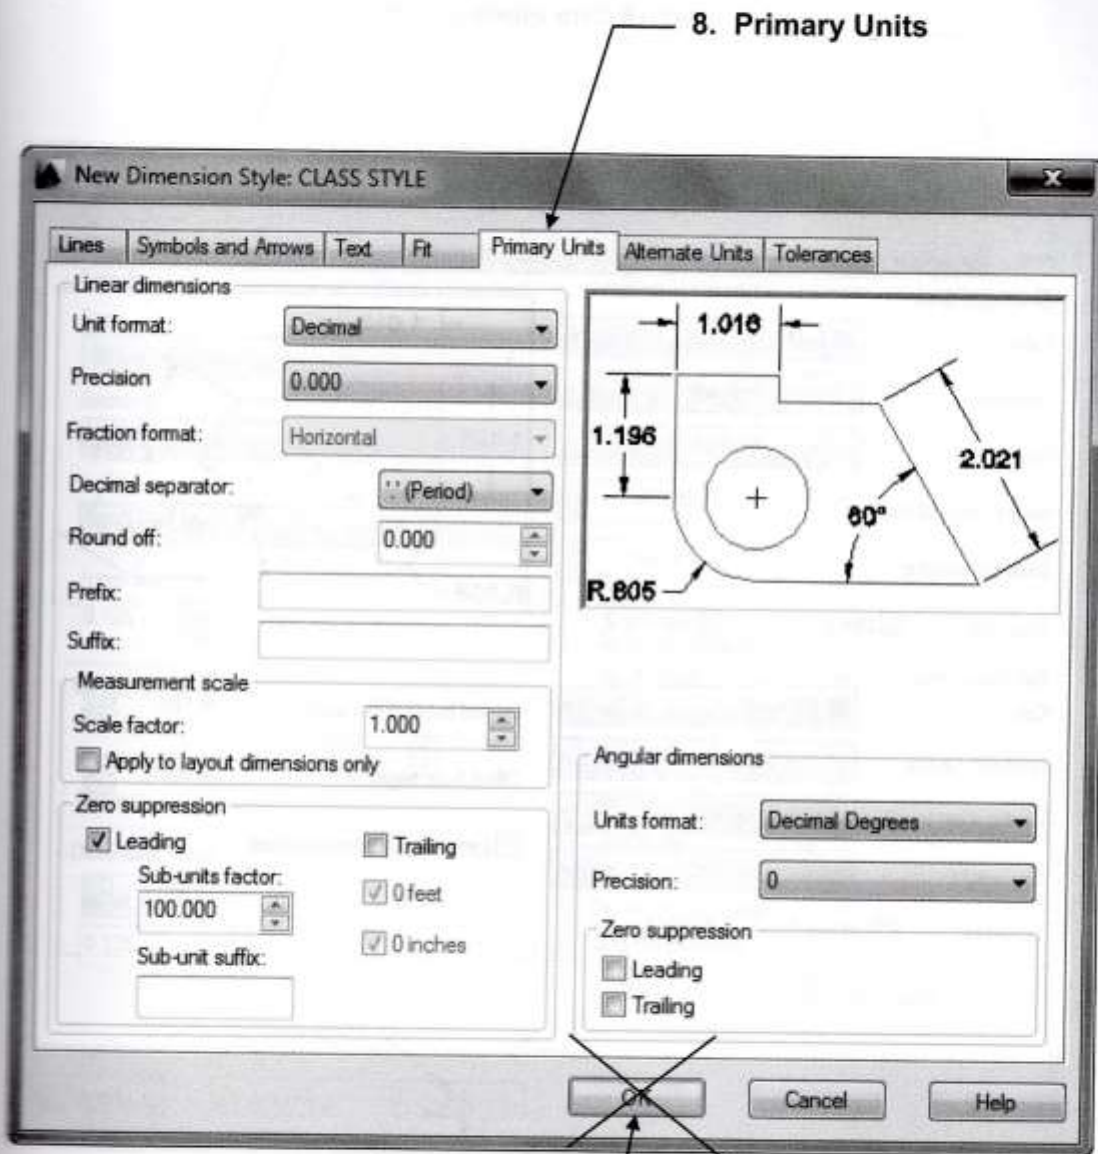 8. Primary Units
New Dimension Style: CLASS STYLE
Lines Symbols and Arrows Text Fit Primary Units Alternate Units Tolerances
Linear dimensions
Unit format: Decimal
Precision 0.000
Fraction format: Horizontal
Decimal separator: '.' (Period)
Round off: 0.000
Prefix:
Suffix:
Measurement scale
Scale factor: 1.000
Apply to layout dimensions only
Zero suppression
Leading
Trailing
Sub-units factor:
100.000
0 feet
Sub-unit suffix:
0 inches
1.016
1.196
2.021
60°
R.805
Angular dimensions
Units format: Decimal Degrees
Precision: 0
Zero suppression
Leading
Trailing
Cancel
Help